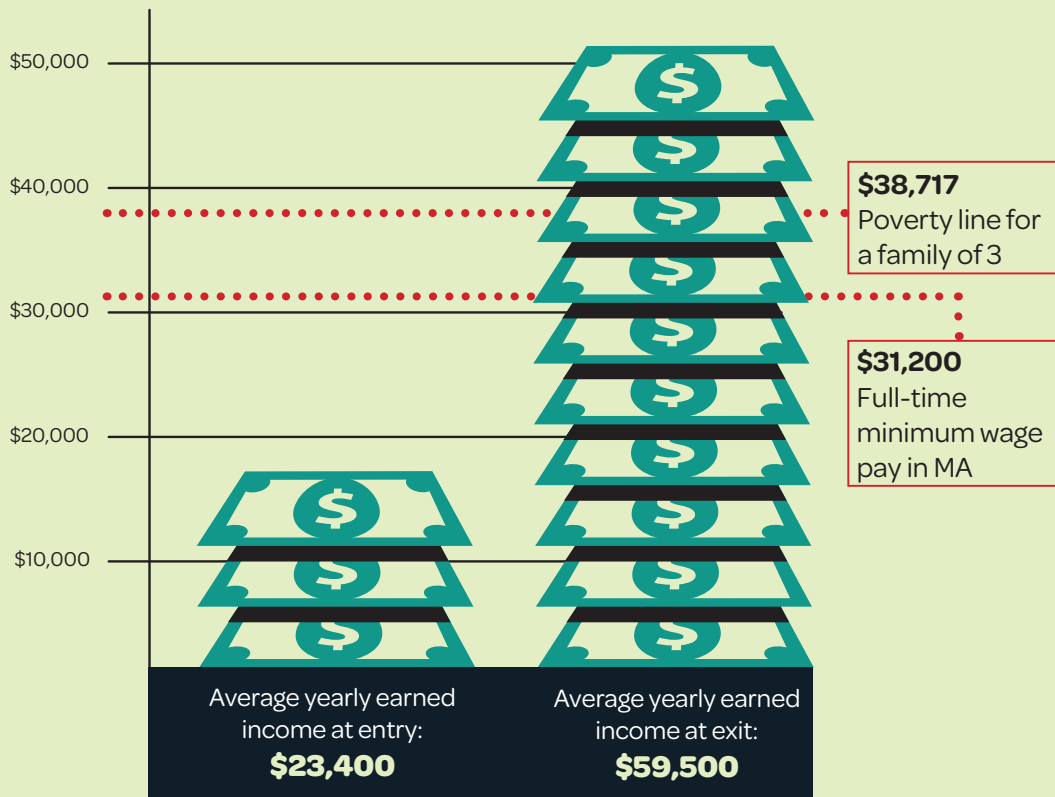 $50,000
$40,000
$30,000
$20,000
$10,000
$
$
$
$
$
$
$
$
$
$
$
$
$
$38,717
Poverty line for
a family of 3
$31,200
Full-time
minimum wage
pay in MA
Average yearly earned
income at entry:
$23,400
Average yearly earned
income at exit:
$59,500